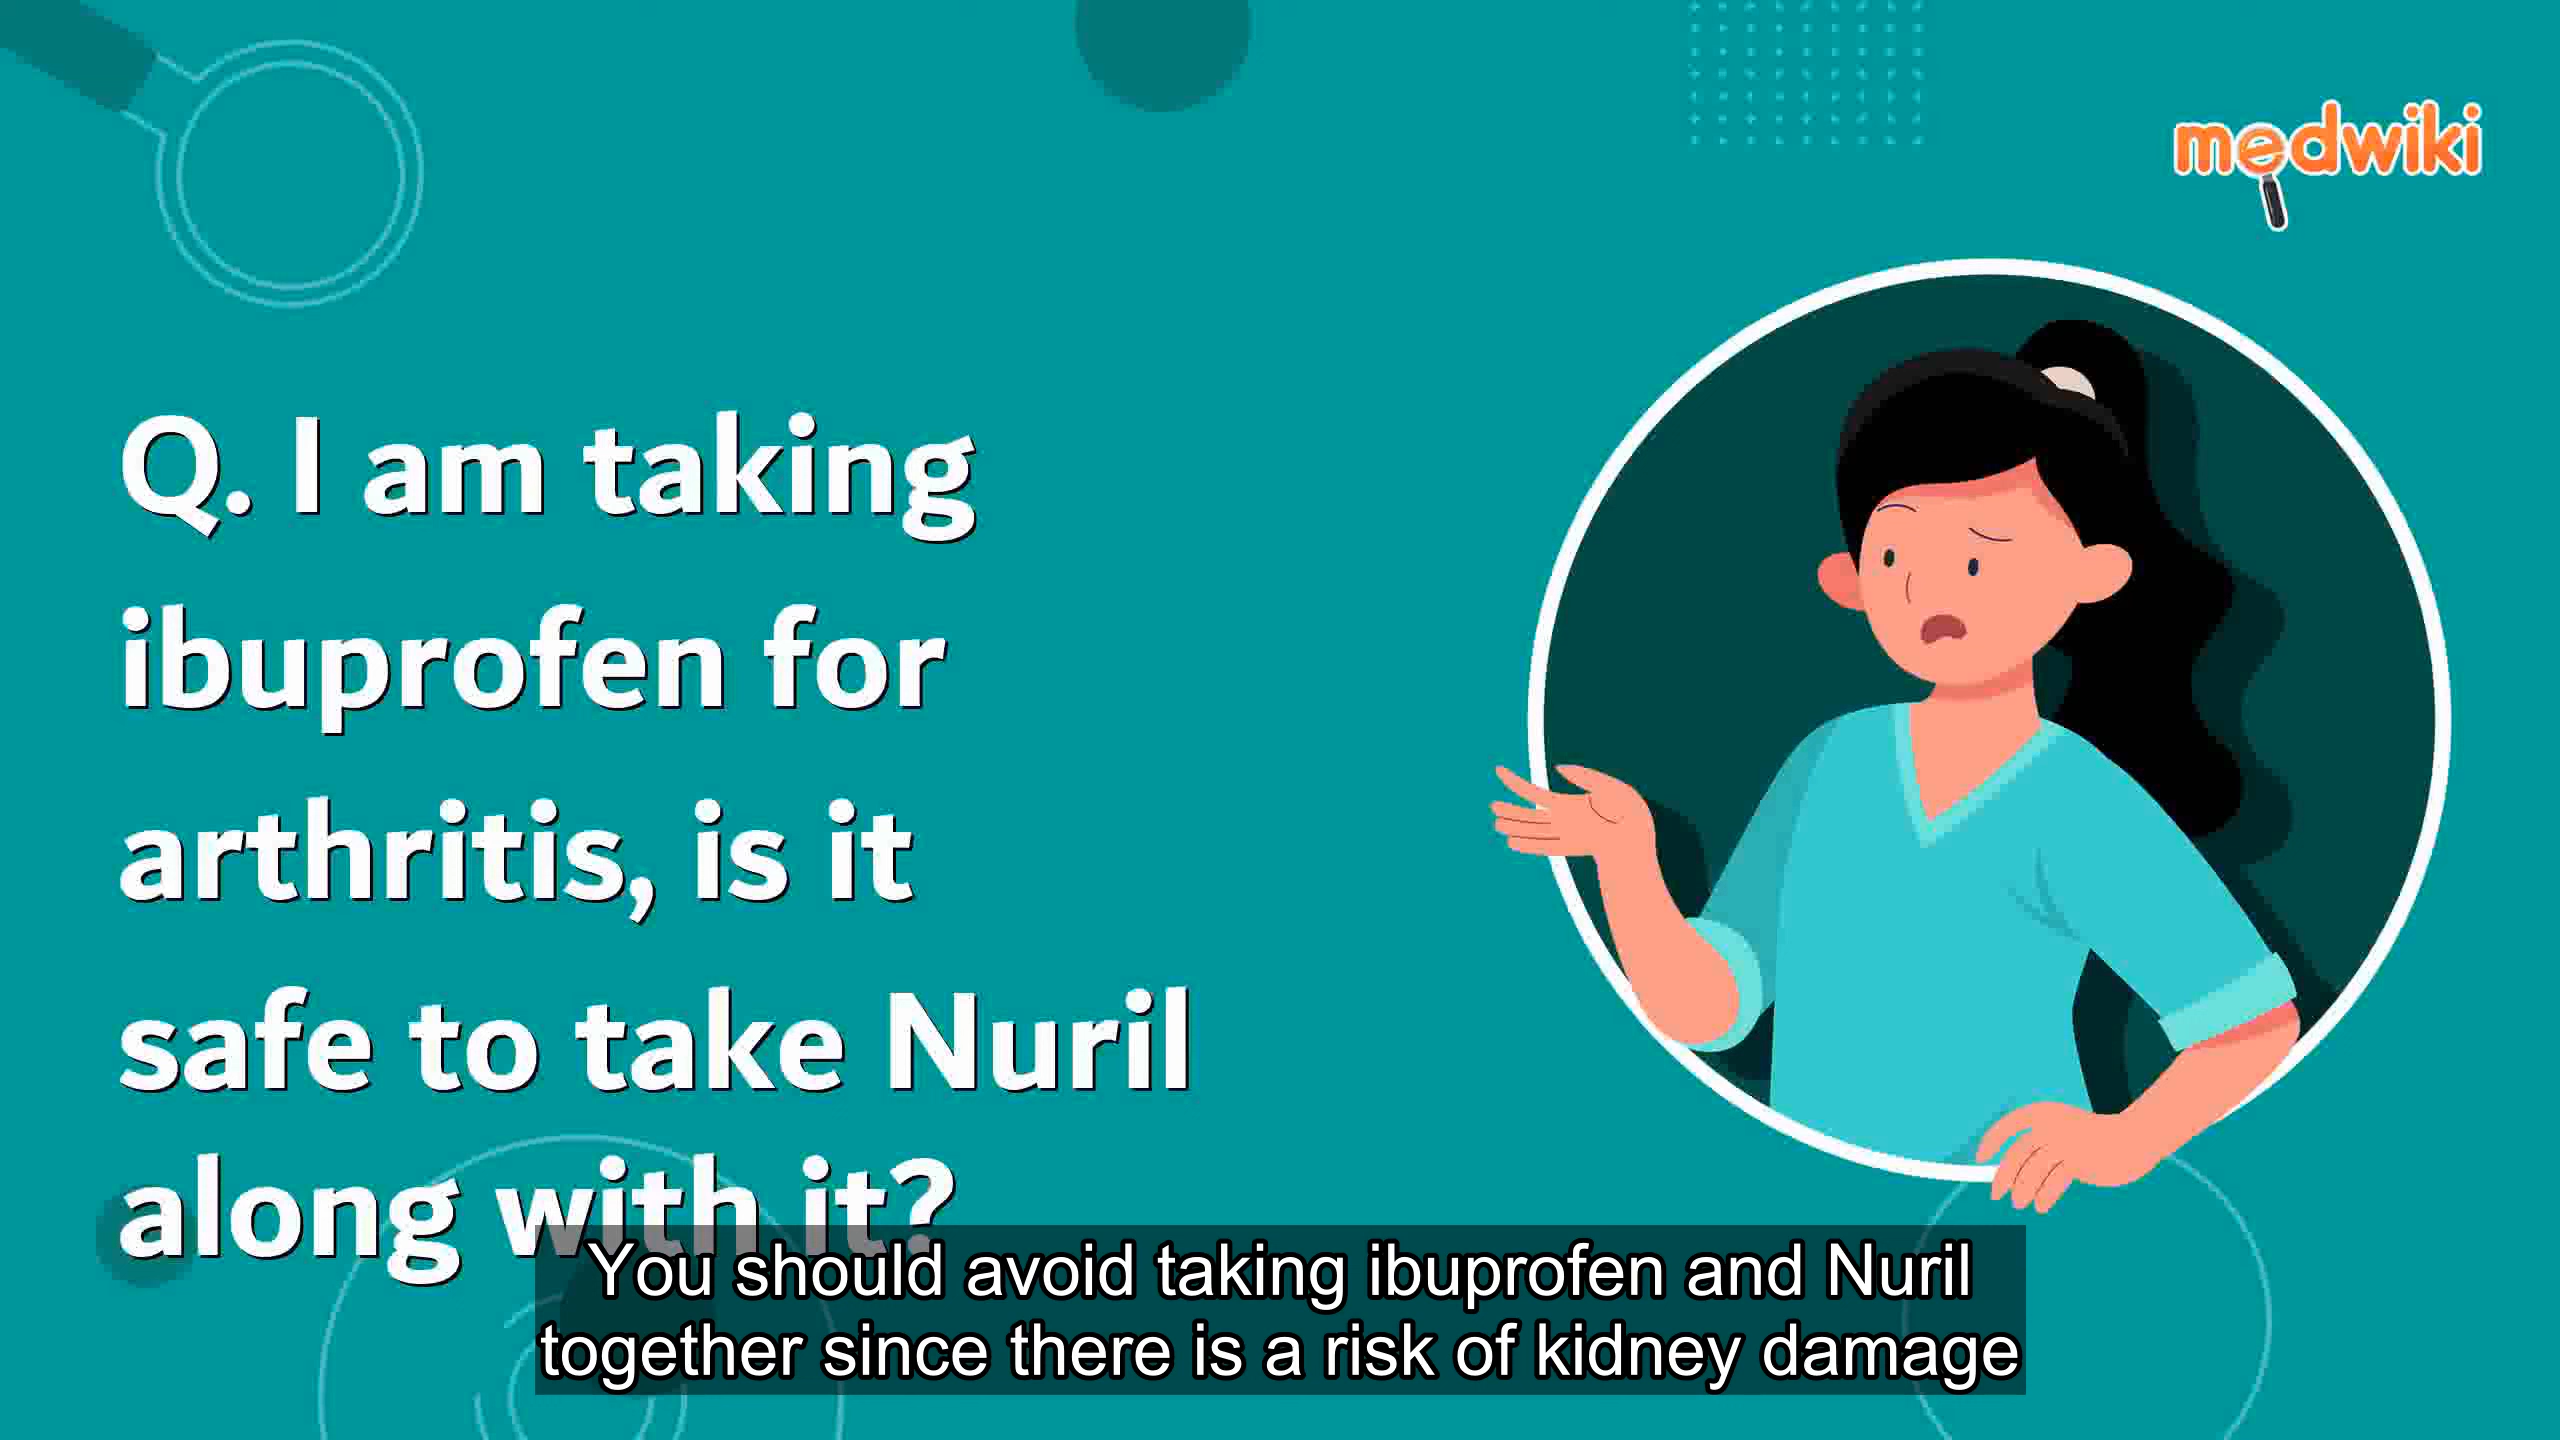 medwiki
Q. I am taking
ibuprofen for
arthritis, is it
safe to take Nuril
along with it?
You should avoid taking ibuprofen and Nuril
together since there is a risk of kidney damage